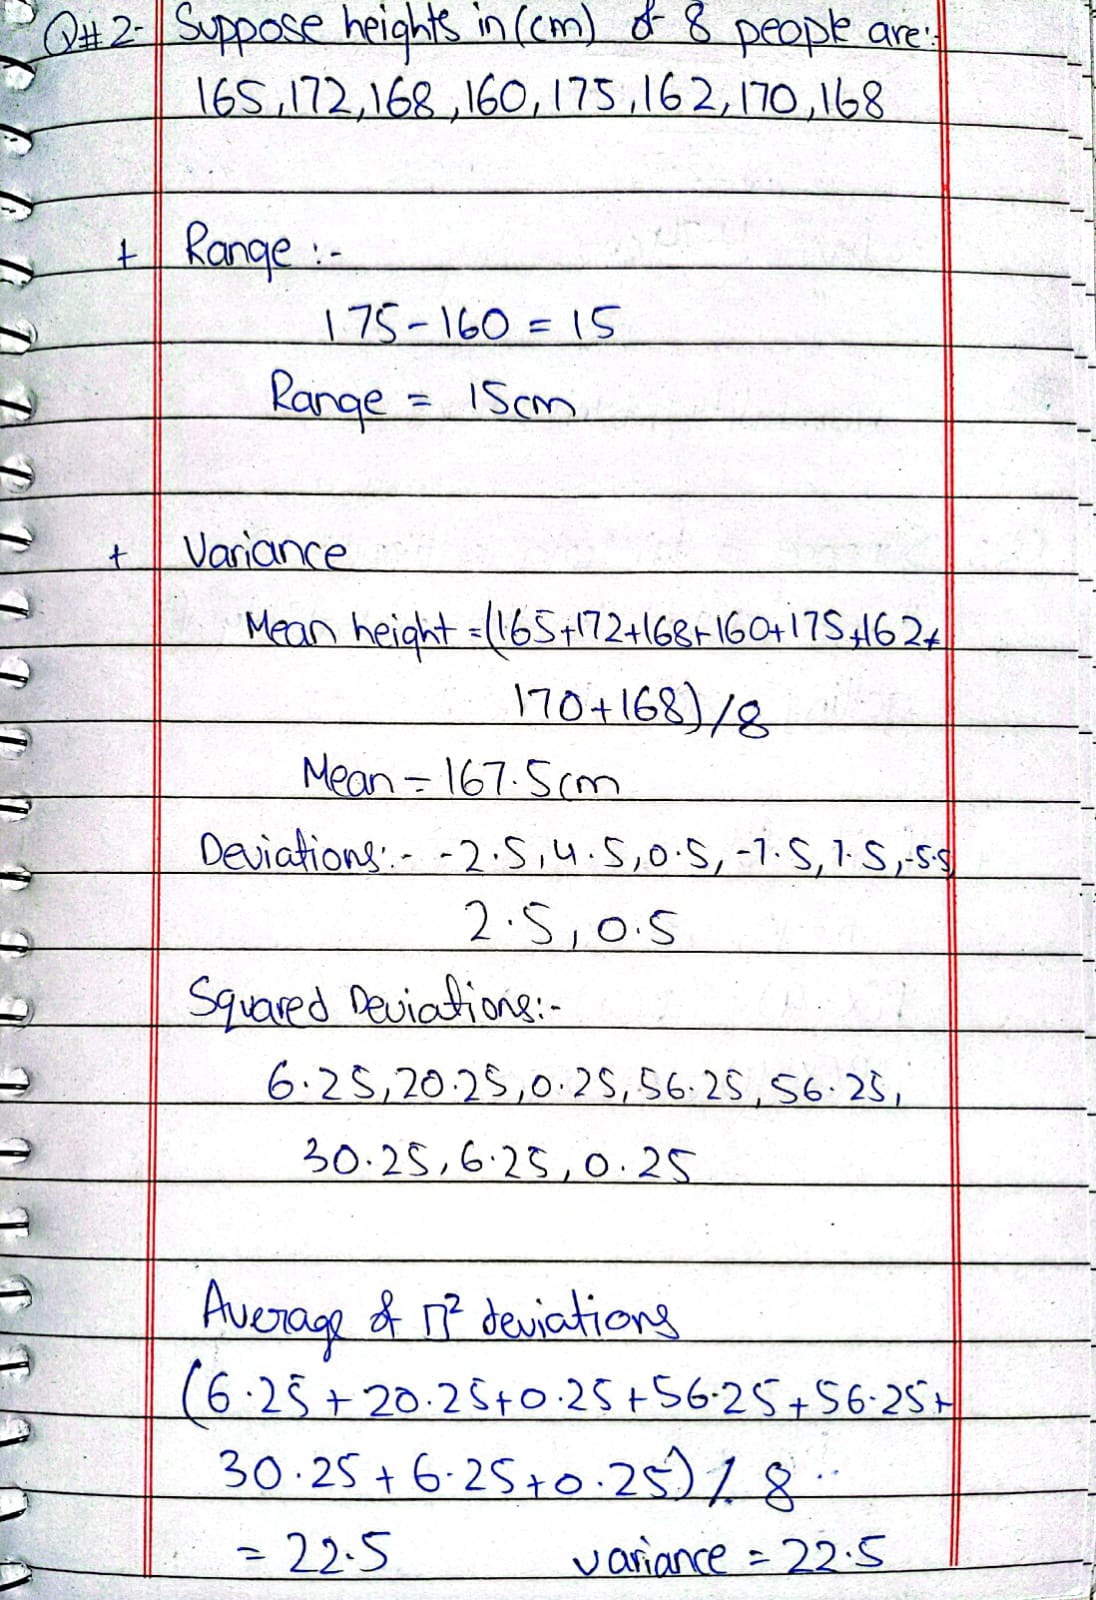 Q#2- Suppose heights in (cm) of 8 people are:-
165,172,168,160,175,162,170,168
+ Range :-
175-160 = 15
Range = 15cm
+ Variance
Mean height =(165+172+168+160+175+162+
170+168)/8
Mean = 167.5cm
Deviations:- -2.5,4.5,0.5,-7.5,7.5,-5.5,
2.5,0.5
Squared Deviations:-
6.25,20.25,0.25,56.25,56.25,
30.25,6.25,0.25
Average of □² deviations
(6.25+20.25+0.25+56.25+56.25+
30.25+6.25+0.25)/8
= 22.5 variance = 22.5